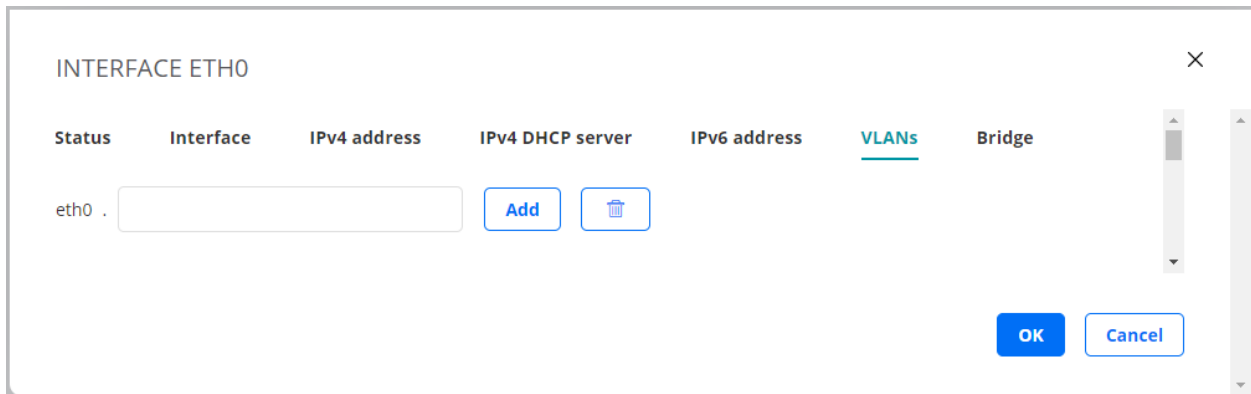 INTERFACE ETH0
Status Interface IPv4 address IPv4 DHCP server IPv6 address VLANs Bridge
eth0 . Add
OK Cancel